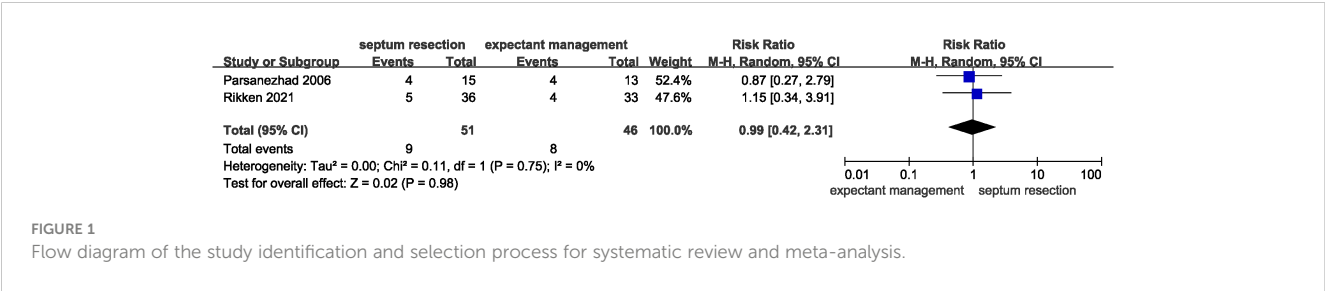 septum resection expectant management Risk Ratio Risk Ratio
Study or Subgroup Events Total Events Total Weight M-H, Random, 95% CI M-H, Random, 95% CI
Parsanezhad 2006 4 15 4 13 52.4% 0.87 [0.27, 2.79]
Rikken 2021 5 36 4 33 47.6% 1.15 [0.34, 3.91]
Total (95% CI) 51 46 100.0% 0.99 [0.42, 2.31]
Total events 9 8
Heterogeneity: Tau² = 0.00; Chi² = 0.11, df = 1 (P = 0.75); I² = 0%
Test for overall effect: Z = 0.02 (P = 0.98)
0.01 0.1 1 10 100
expectant management septum resection
FIGURE 1
Flow diagram of the study identification and selection process for systematic review and meta-analysis.